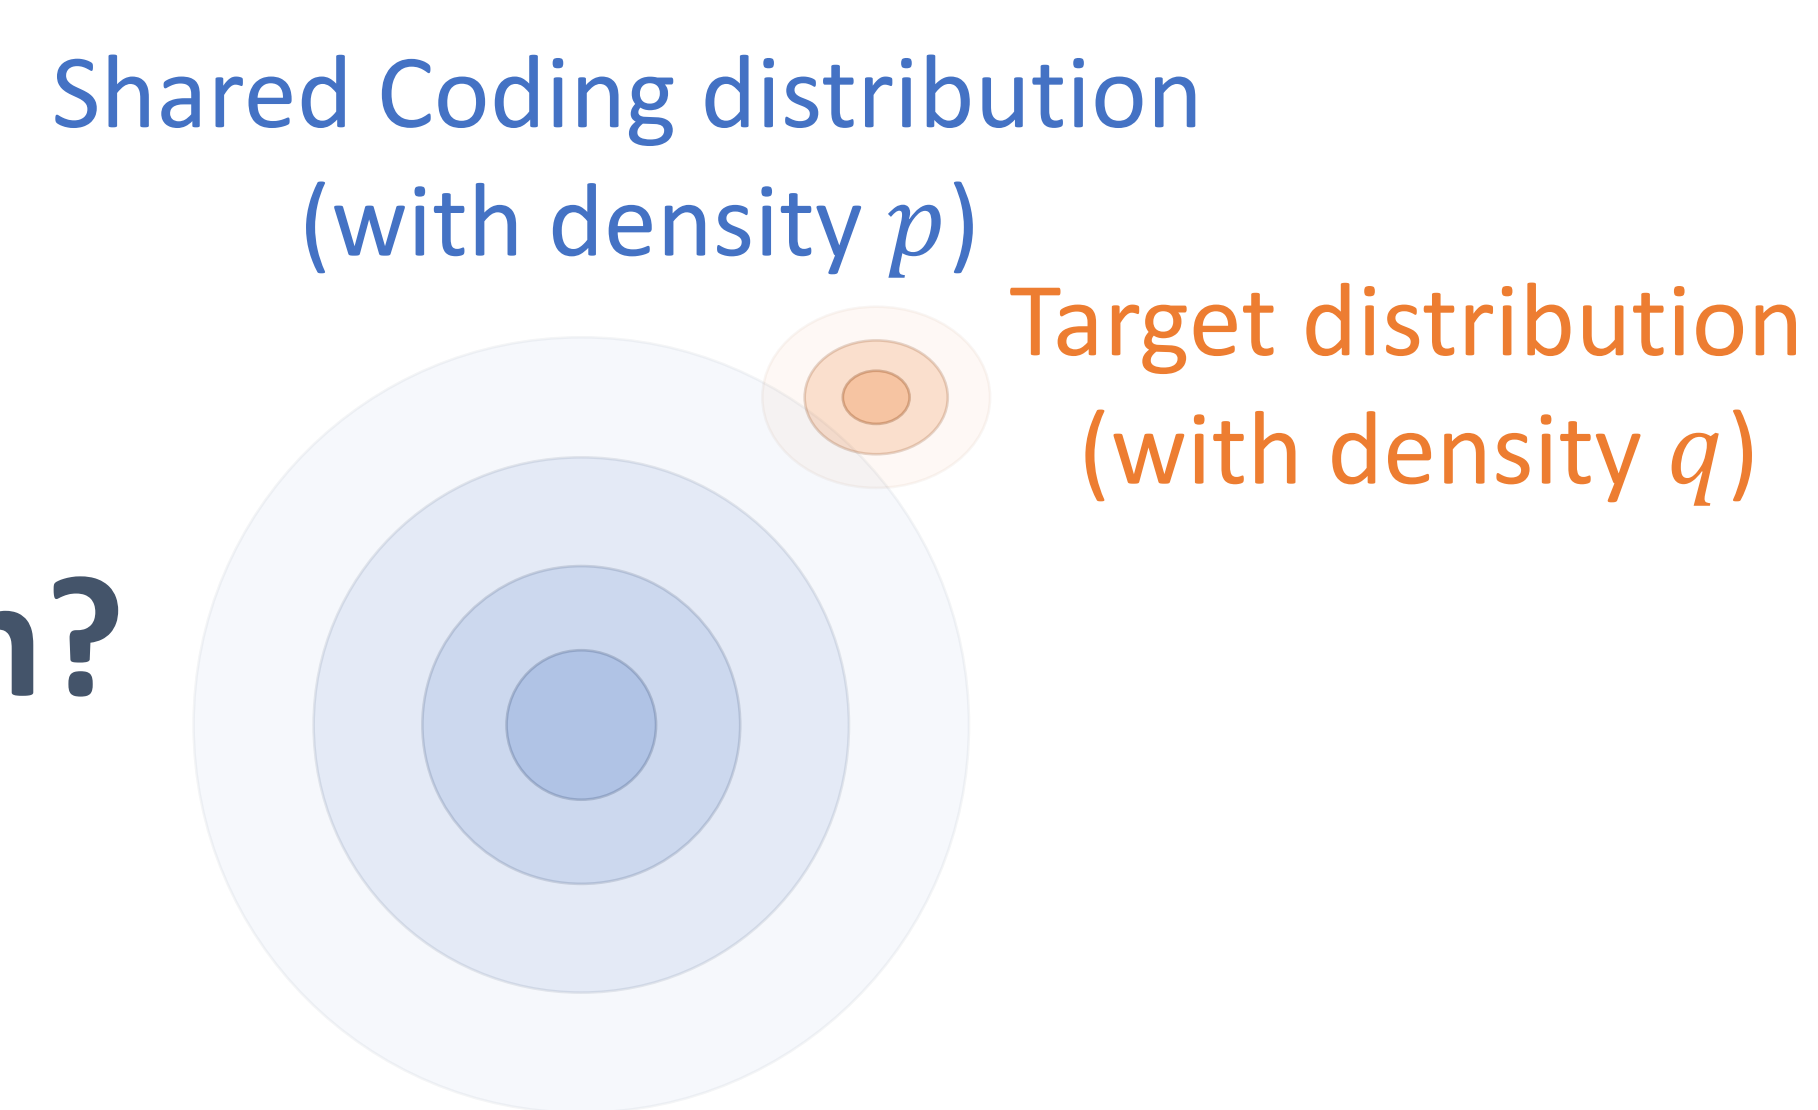 Shared Coding distribution
(with density p)
Target distribution
(with density q)
?